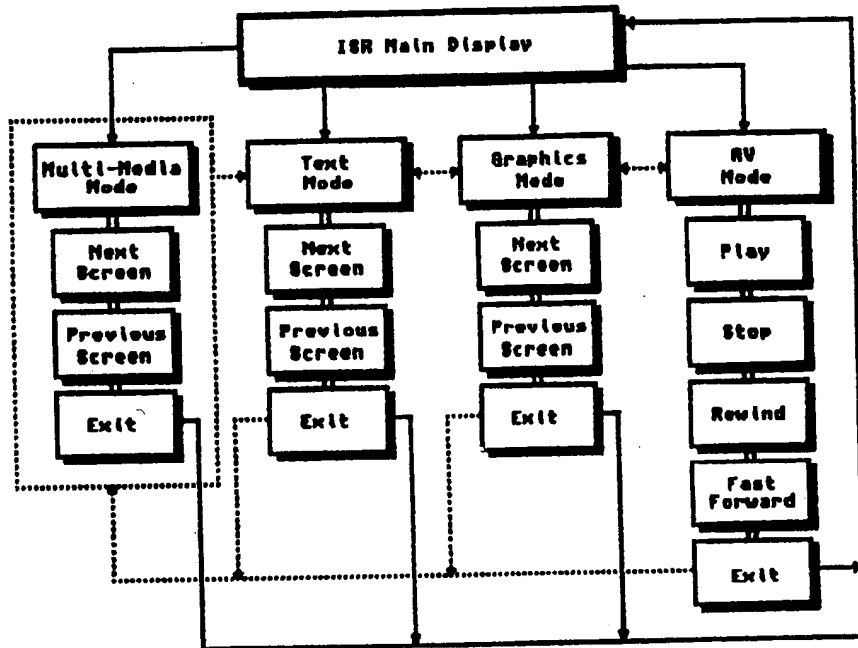 ISR Main Display
Multi-Media
Mode
Next
Screen
Previous
Screen
Exit
Text
Mode
Next
Screen
Previous
Screen
Exit
Graphics
Mode
Next
Screen
Previous
Screen
Exit
AV
Mode
Play
Stop
Rewind
Fast
Forward
Exit